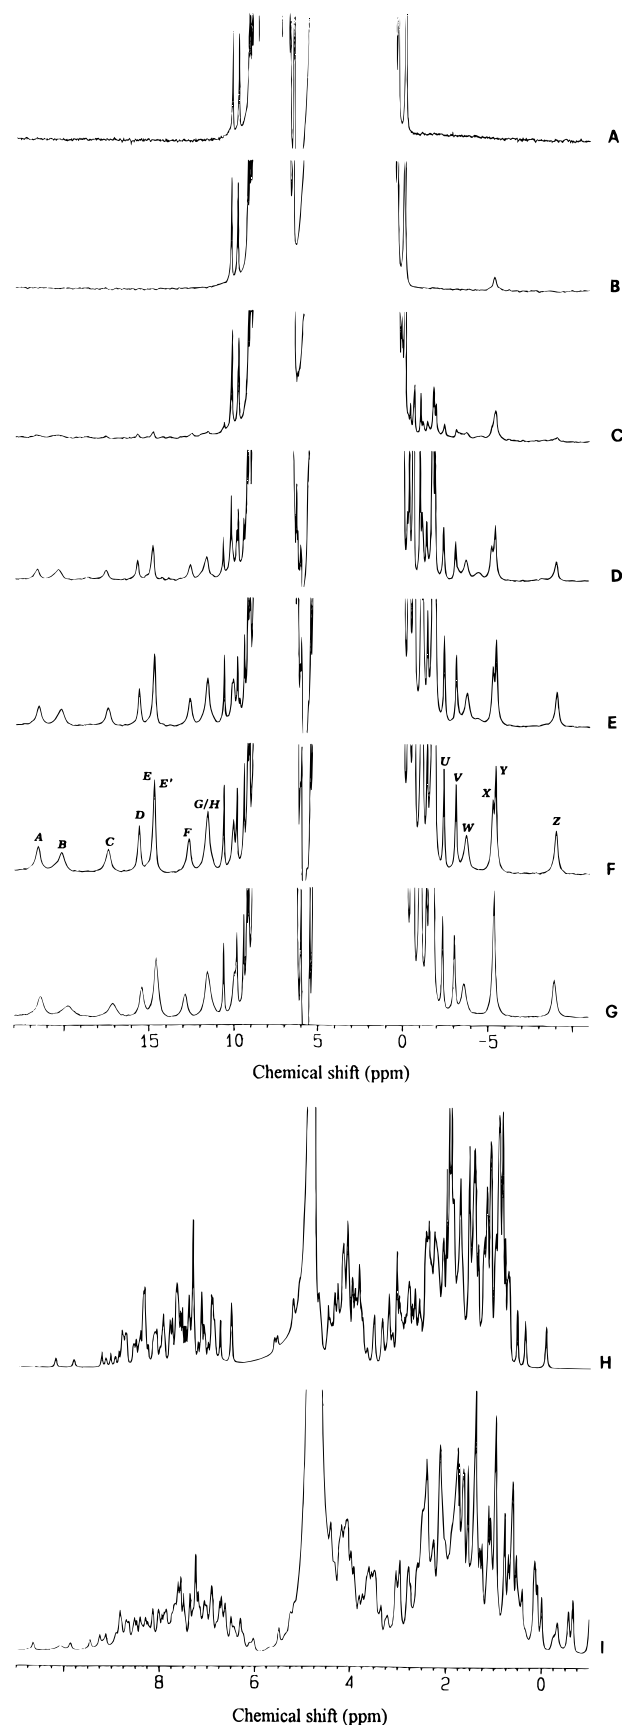 A
B
C
D
E
A B C D E E' F G/H U V W X Y Z
F
G
15 10 5 0 -5
Chemical shift (ppm)
H
I
8 6 4 2 0
Chemical shift (ppm)